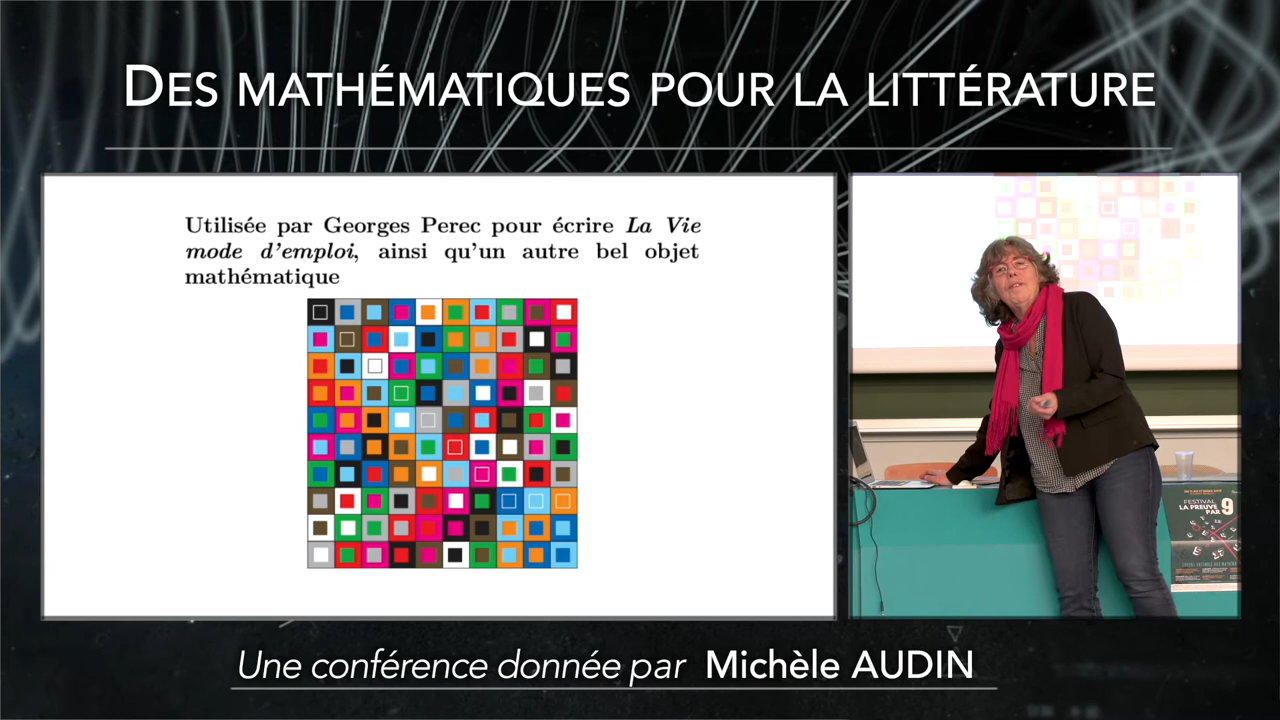 DES MATHÉMATIQUES POUR LA LITTÉRATURE
Utilisée par Georges Perec pour écrire La Vie
mode d'emploi, ainsi qu'un autre bel objet
mathématique
FESTIVAL
LA PREUVE
PAR 9
Une conférence donnée par Michèle AUDIN